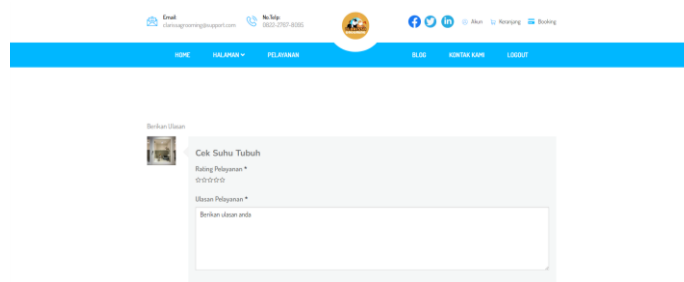 Email:
No.Telp:
Akun
Keranjang
Booking
HOME
HALAMAN
PELAYANAN
BLOG
KONTAK KAMI
LOGOUT
Berikan Ulasan
Cek Suhu Tubuh
Rating Pelayanan *
Ulasan Pelayanan *
Berikan ulasan anda